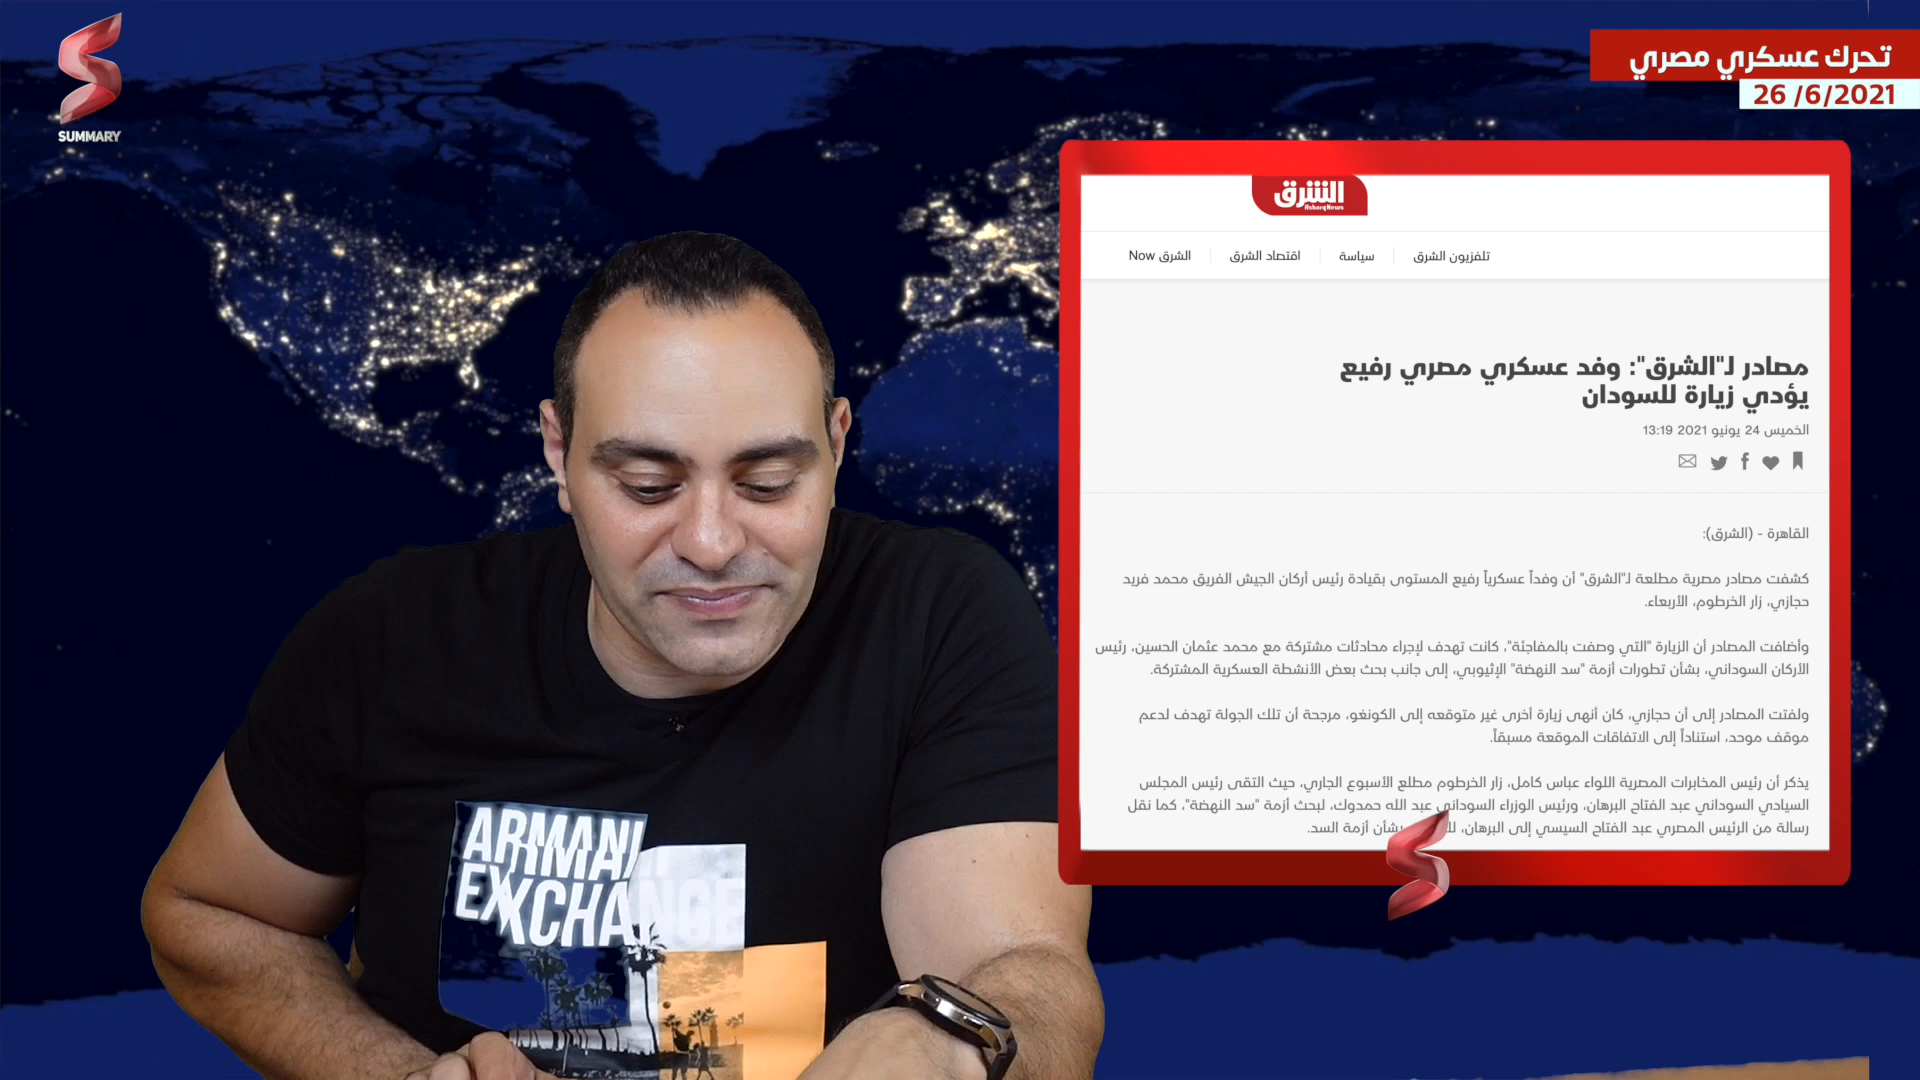 SUMMARY
تحرك عسكري مصري
26 /6/2021
الشرق
Asharq News
تلفزيون الشرق
سياسة
اقتصاد الشرق
الشرق Now
مصادر لـ"الشرق": وفد عسكري مصري رفيع
يؤدي زيارة للسودان
الخميس 24 يونيو 2021 13:19
القاهرة - (الشرق):
كشفت مصادر مصرية مطلعة لـ"الشرق" أن وفداً عسكرياً رفيع المستوى بقيادة رئيس أركان الجيش الفريق محمد فريد
حجازي، زار الخرطوم، الأربعاء.
وأضافت المصادر أن الزيارة "التي وصفت بالمفاجئة"، كانت تهدف لإجراء محادثات مشتركة مع محمد عثمان الحسين، رئيس
الأركان السوداني، بشأن تطورات أزمة "سد النهضة" الإثيوبي، إلى جانب بحث بعض الأنشطة العسكرية المشتركة.
ولفتت المصادر إلى أن حجازي، كان أنهى زيارة أخرى غير متوقعه إلى الكونغو، مرجحة أن تلك الجولة تهدف لدعم
موقف موحد، استناداً إلى الاتفاقات الموقعة مسبقاً.
يذكر أن رئيس المخابرات المصرية اللواء عباس كامل، زار الخرطوم مطلع الأسبوع الجاري، حيث التقى رئيس المجلس
السيادي السوداني عبد الفتاح البرهان، ورئيس الوزراء السوداني عبد الله حمدوك، لبحث أزمة "سد النهضة"، كما نقل
رسالة من الرئيس المصري عبد الفتاح السيسي إلى البرهان، بشأن أزمة السد.
ARMANI
EXCHANGE